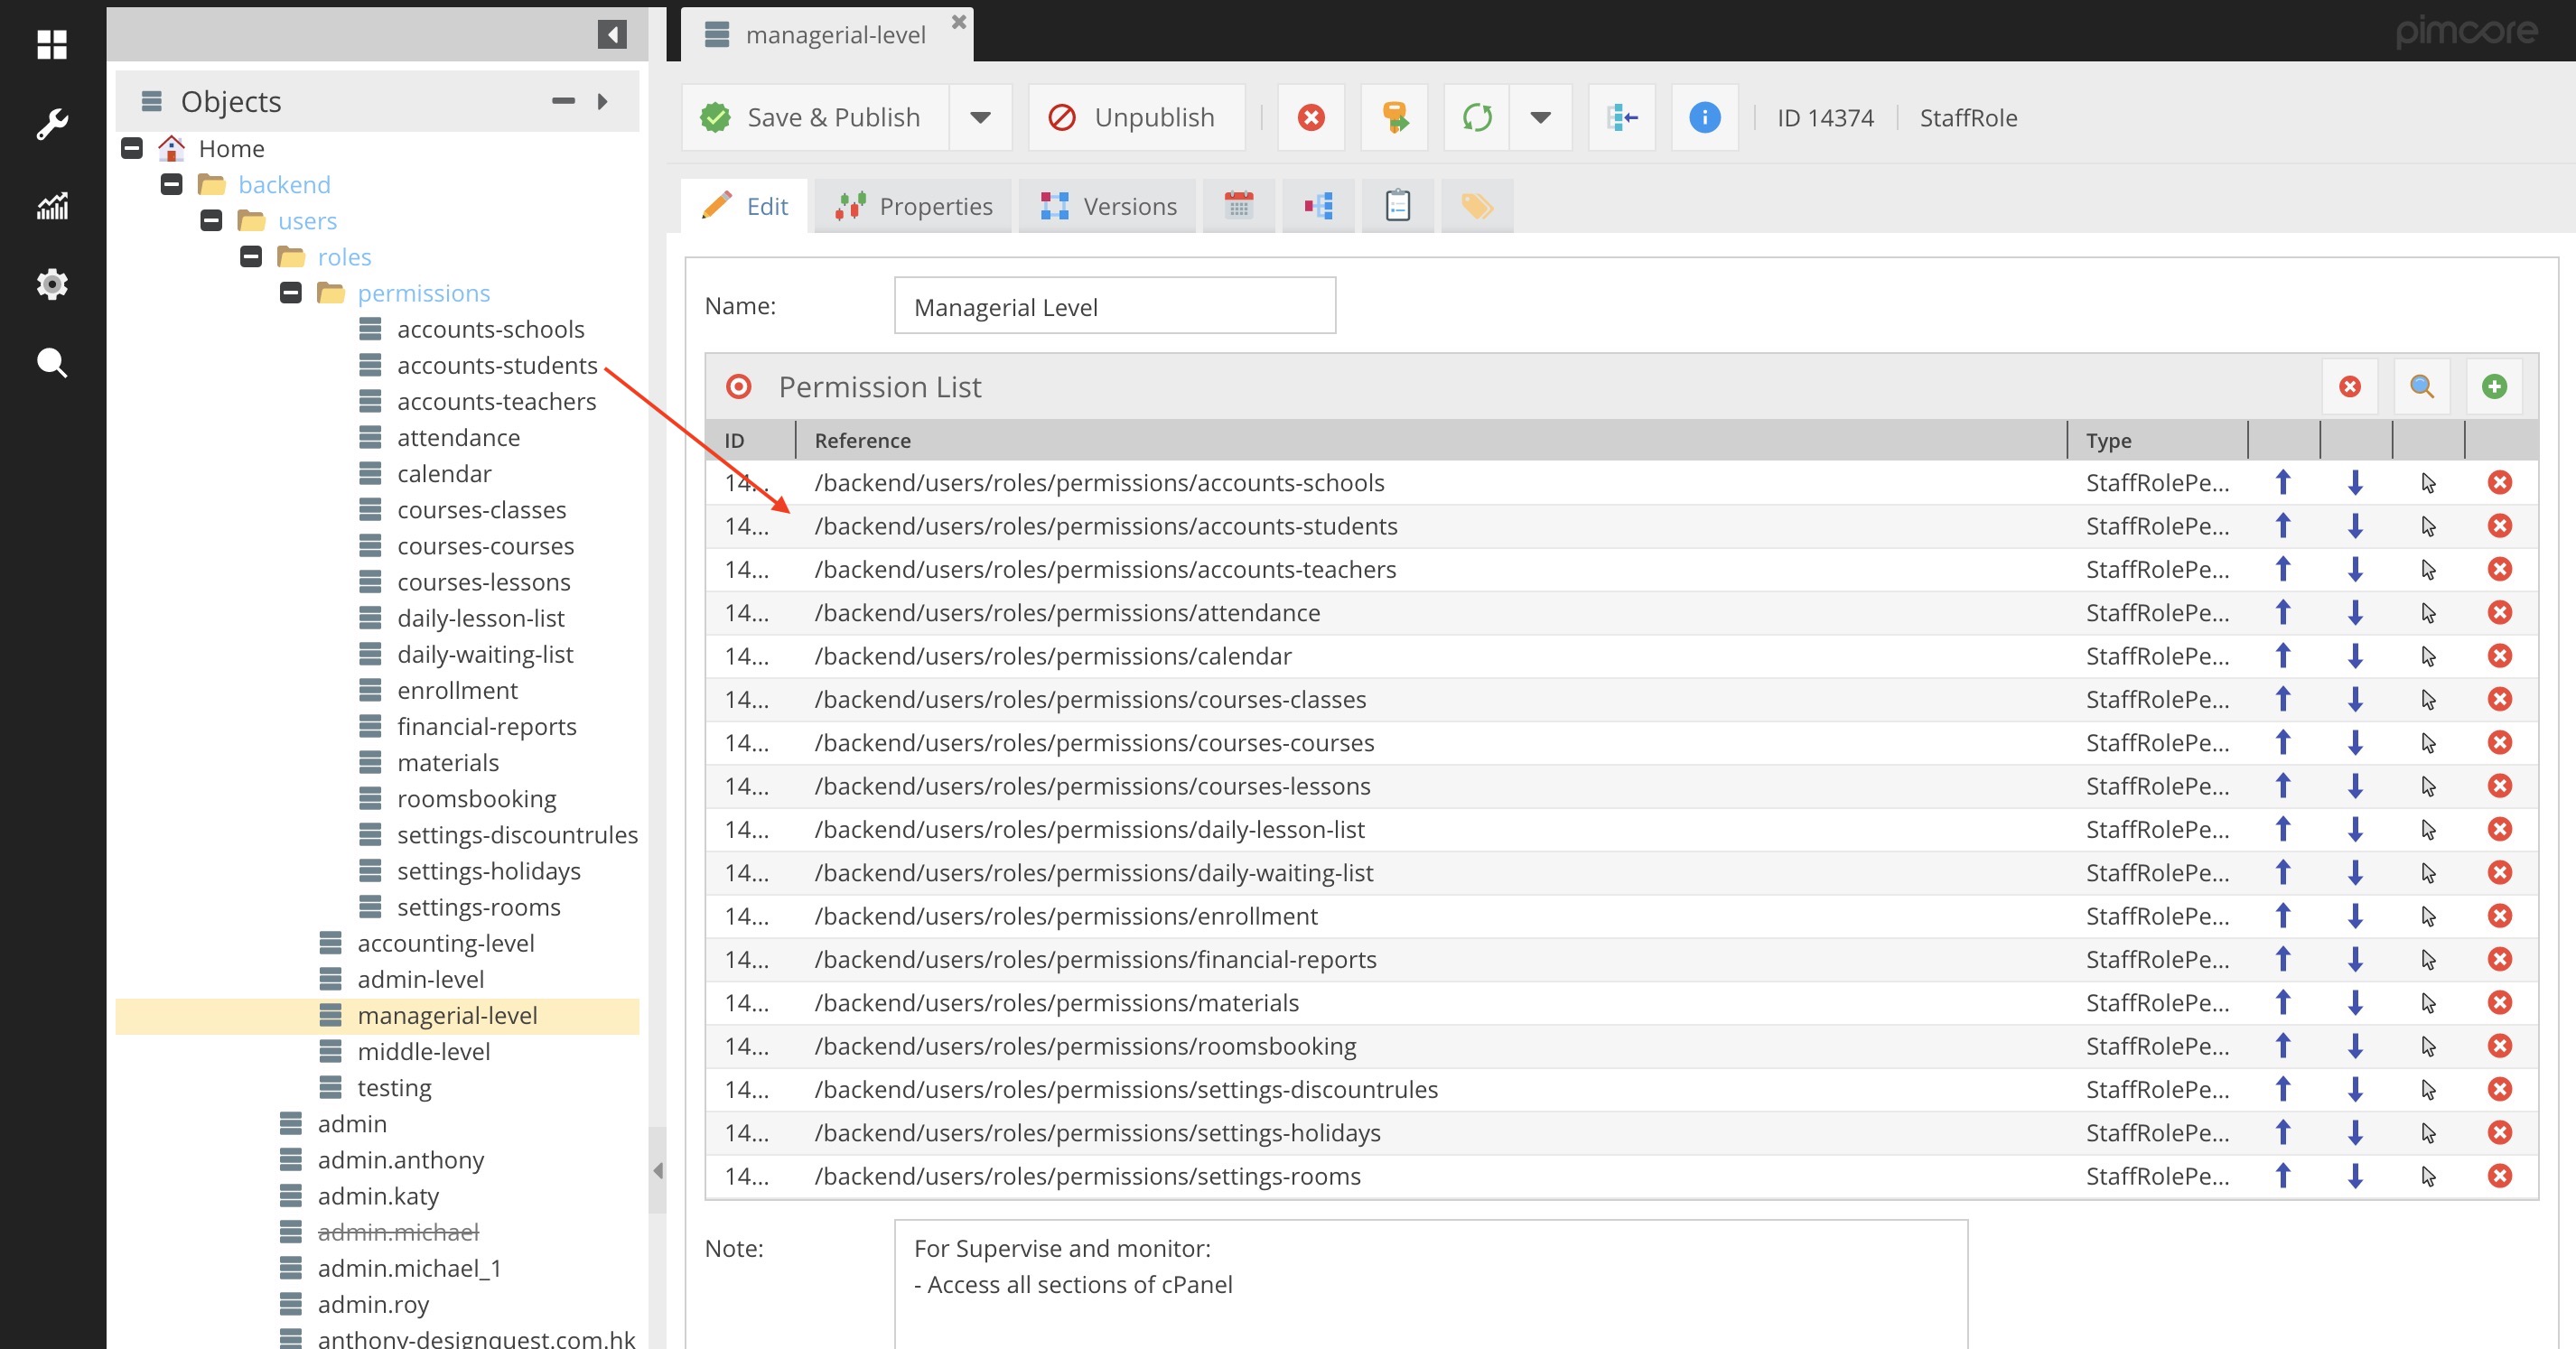 managerial-level
pimcore
Objects
Save & Publish
Unpublish
ID 14374
StaffRole
Home
backend
users
roles
permissions
accounts-schools
accounts-students
accounts-teachers
attendance
calendar
courses-classes
courses-courses
courses-lessons
daily-lesson-list
daily-waiting-list
enrollment
financial-reports
materials
roomsbooking
settings-discountrules
settings-holidays
settings-rooms
accounting-level
admin-level
managerial-level
middle-level
testing
admin
admin.anthony
admin.katy
admin.michael
admin.michael_1
admin.roy
anthony-designquest.com.hk
Edit
Properties
Versions
Name:
Managerial Level
Permission List
ID Reference Type
14... /backend/users/roles/permissions/accounts-schools StaffRolePe...
14... /backend/users/roles/permissions/accounts-students StaffRolePe...
14... /backend/users/roles/permissions/accounts-teachers StaffRolePe...
14... /backend/users/roles/permissions/attendance StaffRolePe...
14... /backend/users/roles/permissions/calendar StaffRolePe...
14... /backend/users/roles/permissions/courses-classes StaffRolePe...
14... /backend/users/roles/permissions/courses-courses StaffRolePe...
14... /backend/users/roles/permissions/courses-lessons StaffRolePe...
14... /backend/users/roles/permissions/daily-lesson-list StaffRolePe...
14... /backend/users/roles/permissions/daily-waiting-list StaffRolePe...
14... /backend/users/roles/permissions/enrollment StaffRolePe...
14... /backend/users/roles/permissions/financial-reports StaffRolePe...
14... /backend/users/roles/permissions/materials StaffRolePe...
14... /backend/users/roles/permissions/roomsbooking StaffRolePe...
14... /backend/users/roles/permissions/settings-discountrules StaffRolePe...
14... /backend/users/roles/permissions/settings-holidays StaffRolePe...
14... /backend/users/roles/permissions/settings-rooms StaffRolePe...
Note:
For Supervise and monitor:
- Access all sections of cPanel